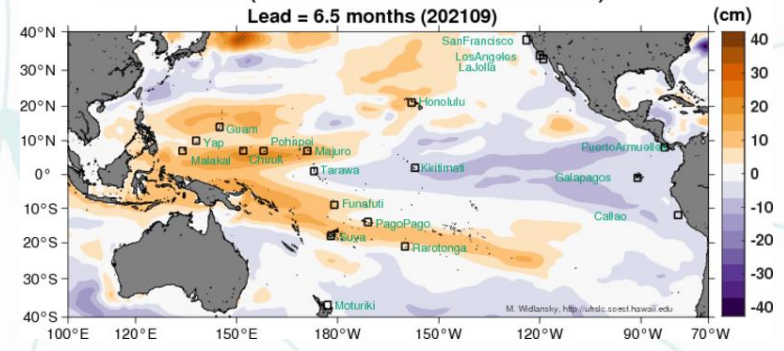 Lead = 6.5 months (202109)
(cm)
40°N
30°N
20°N
10°N
0°
10°S
20°S
30°S
40°S
SanFrancisco
LosAngeles
LaJolla
Honolulu
Guam
Yap
Pohnpei
Malakal
Chuuk
Majuro
Tarawa
Kiritimati
PuertoArmuelles
Galapagos
Funafuti
PagoPago
Callao
Suva
Rarotonga
Moturiki
M. Widlansky, http://uhslc.soest.hawaii.edu
100°E
120°E
150°E
180°W
150°W
120°W
90°W
70°W
40
30
20
10
0
-10
-20
-30
-40